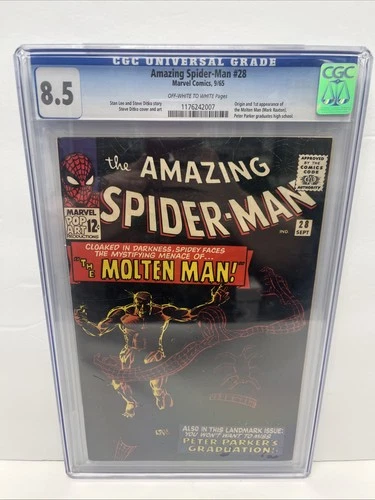 CGC UNIVERSAL GRADE
8.5
Amazing Spider-Man #28
Marvel Comics, 9/65
OFF-WHITE TO WHITE Pages
Stan Lee and Steve Ditko story
Steve Ditko cover and art
1176242007
Origin and 1st appearance of
the Molten Man (Mark Raxton).
Peter Parker graduates high school.
CGC
the AMAZING
SPIDER-MAN
APPROVED
BY THE
COMICS
CODE
AUTHORITY
MARVEL
POP
ART
PRODUCTIONS
12¢
IND.
28
SEPT
CLOAKED IN DARKNESS, SPIDEY FACES
THE MYSTIFYING MENACE OF...
"THE MOLTEN MAN!"
ALSO IN THIS LANDMARK ISSUE:
YOU WON'T WANT TO MISS
PETER PARKER'S
GRADUATION!